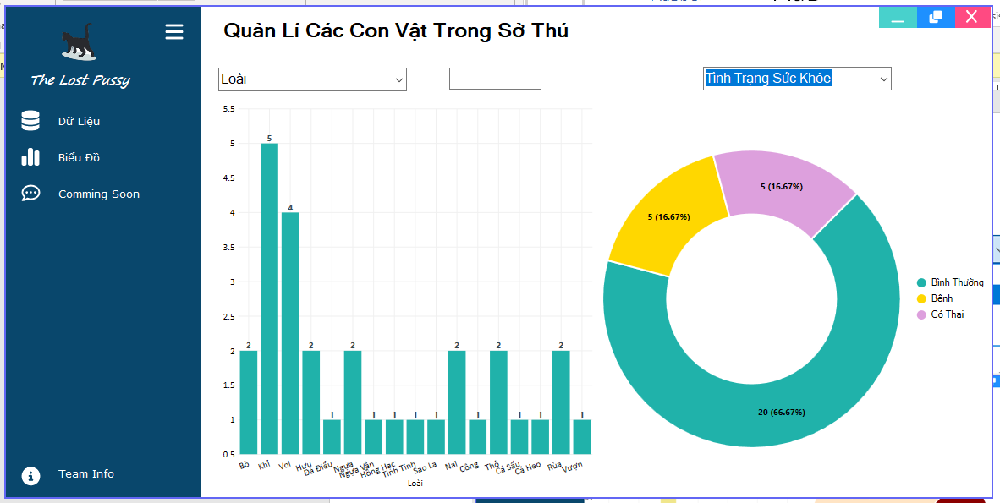 Quản Lí Các Con Vật Trong Sở Thú
The Lost Pussy
Dữ Liệu
Biểu Đồ
Comming Soon
Team Info
Loài
Tình Trạng Sức Khỏe
5.5
5
4.5
4
3.5
3
2.5
2
1.5
1
0.5
2
5
4
2
1
2
1
1
1
1
2
1
2
1
1
2
1
Bò
Khỉ
Voi
Hươu
Đà Điểu
Ngựa
Ngựa Vằn
Hồng Hạc
Tinh Tinh
Sao La
Nai
Công
Thỏ
Cá Sấu
Cá Heo
Rùa
Vượn
Loài
5 (16.67%)
5 (16.67%)
20 (66.67%)
Bình Thường
Bệnh
Có Thai